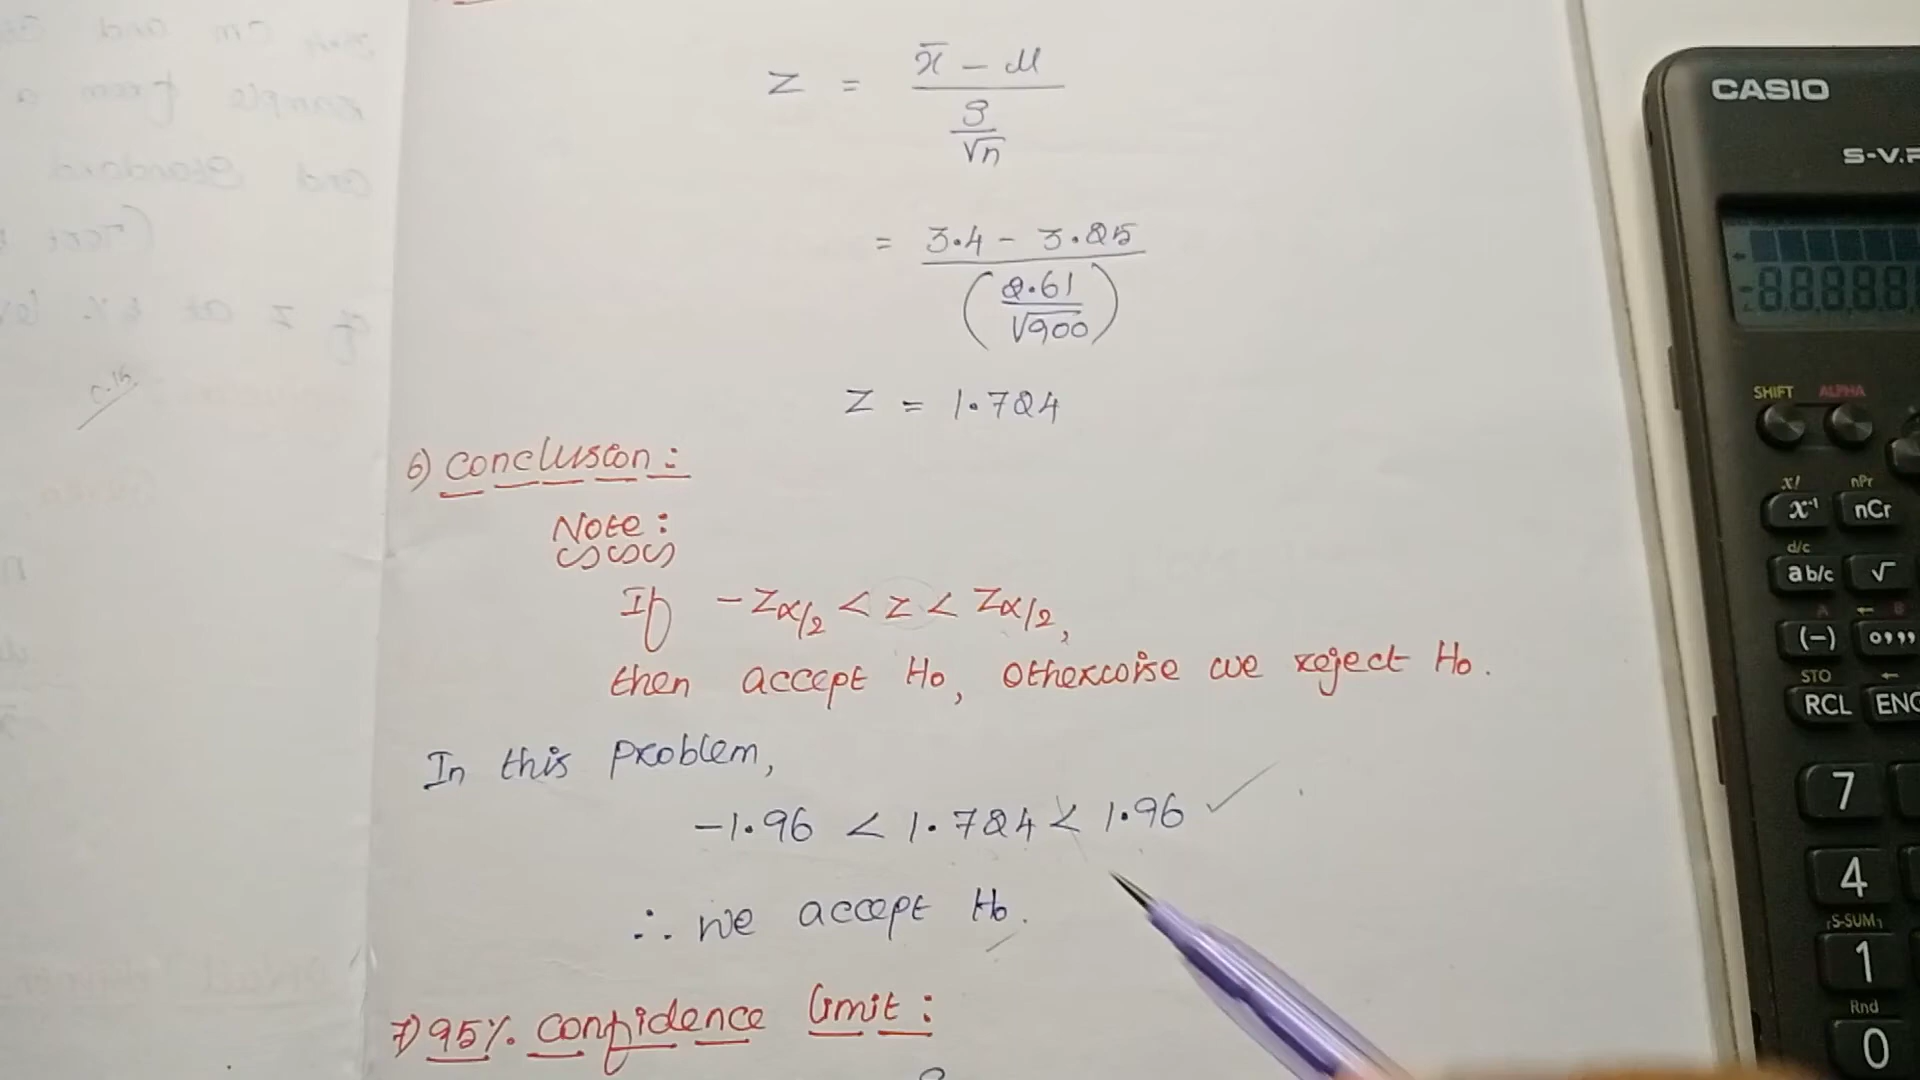 Z = x̄ - μ / S/√n
= 3.4 - 3.25 / (2.61/√900)
Z = 1.724
6) Conclusion:
Note:
If -Zα/2 < Z < Zα/2,
then accept H0, otherwise we reject H0.
In this problem,
-1.96 < 1.724 < 1.96 ✓
∴ we accept H0.
7) 95% confidence limit:
CASIO
S-V.P
SHIFT ALPHA
x! nPr
x⁻¹ nCr
d/c
ab/c √
A ← B
(-) o,,,
STO ←
RCL ENG
7
4
S-SUM
1
Rnd
0